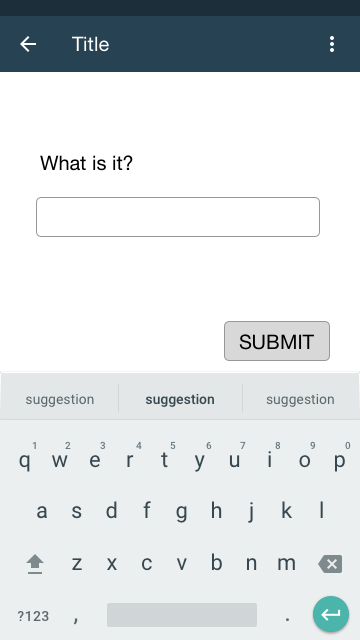 Title
What is it?
SUBMIT
suggestion suggestion suggestion
1 2 3 4 5 6 7 8 9 0
q w e r t y u i o p
a s d f g h j k l
z x c v b n m
?123 , .